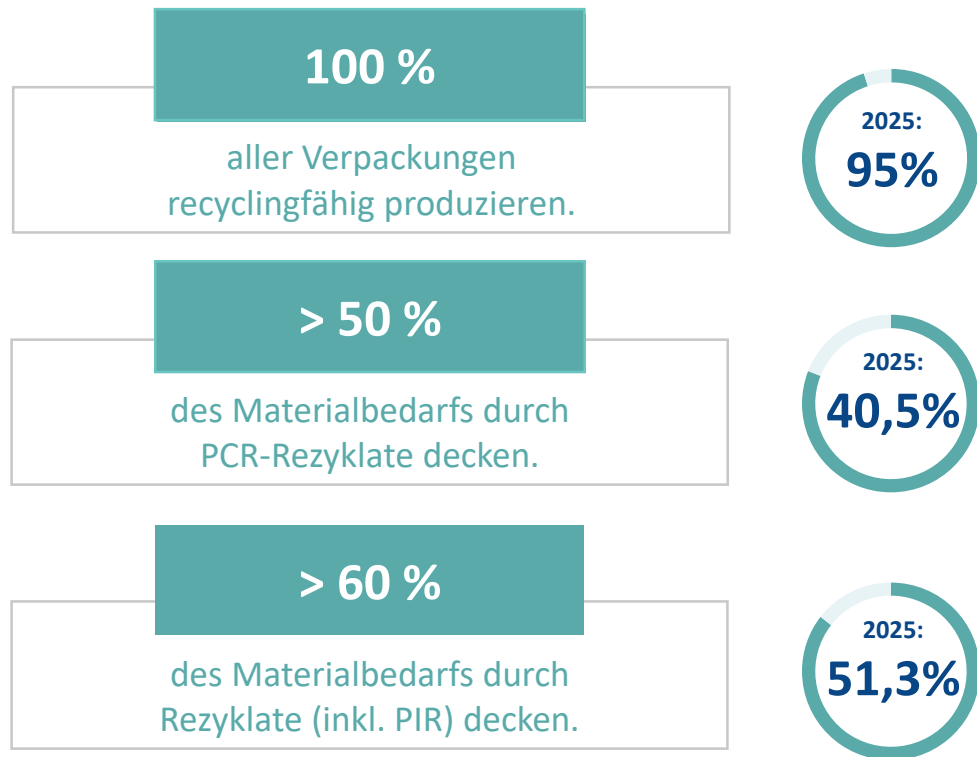 100 %
aller Verpackungen
recyclingfähig produzieren.
2025:
95%
> 50 %
des Materialbedarfs durch
PCR-Rezyklate decken.
2025:
40,5%
> 60 %
des Materialbedarfs durch
Rezyklate (inkl. PIR) decken.
2025:
51,3%